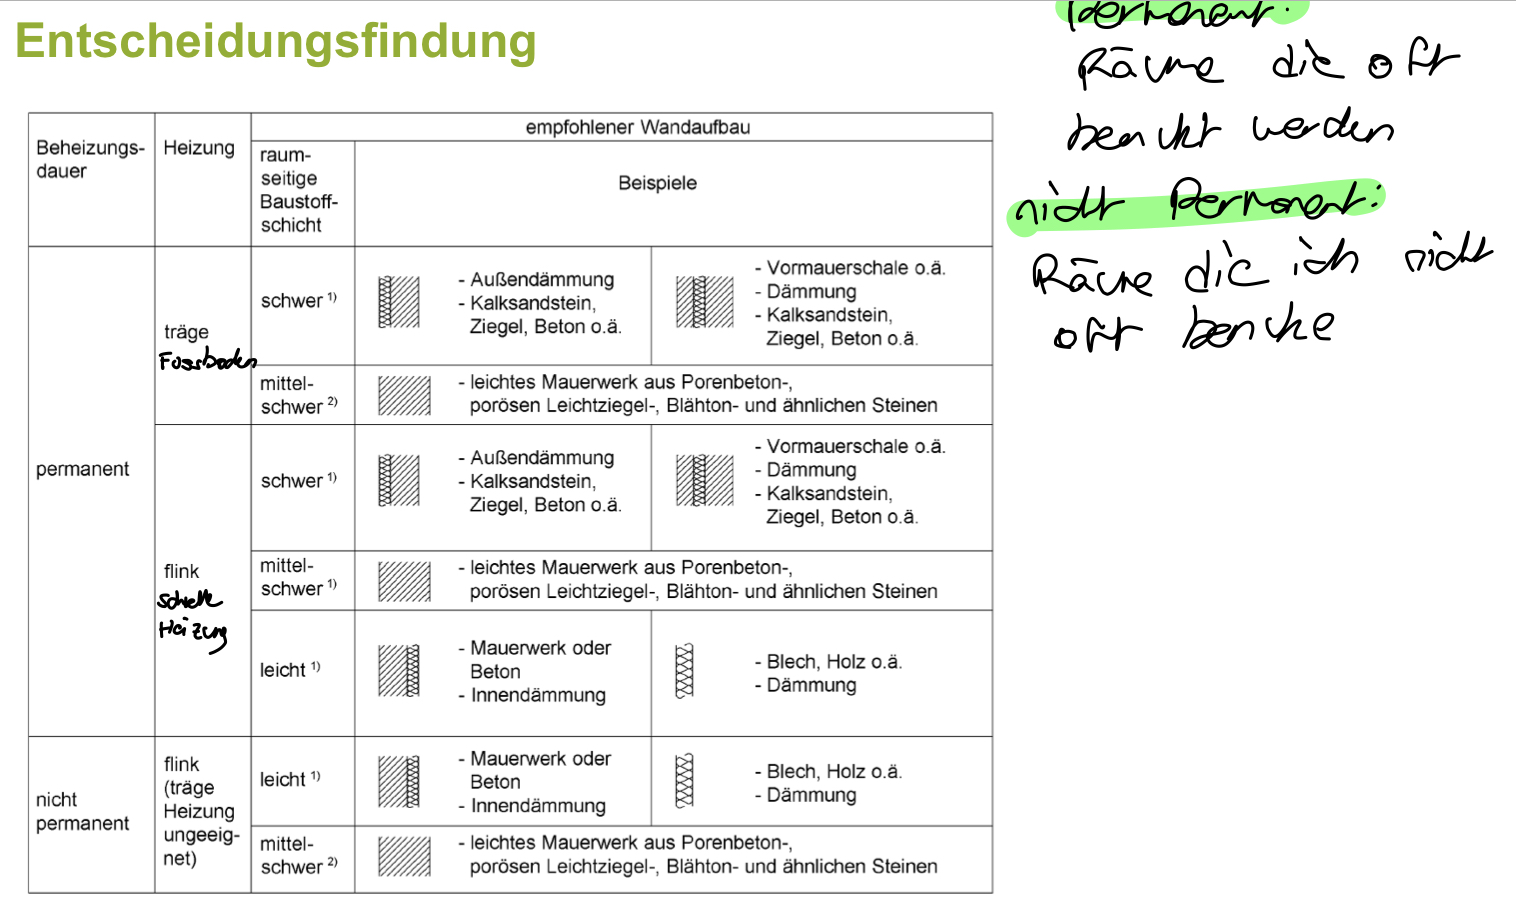 Entscheidungsfindung
Beheizungs-
dauer
Heizung
empfohlener Wandaufbau
raum-
seitige
Baustoff-
schicht
Beispiele
permanent
träge
Fussboden
schwer 1)
- Außendämmung
- Kalksandstein,
Ziegel, Beton o.ä.
- Vormauerschale o.ä.
- Dämmung
- Kalksandstein,
Ziegel, Beton o.ä.
mittel-
schwer 2)
- leichtes Mauerwerk aus Porenbeton-,
porösen Leichtziegel-, Blähton- und ähnlichen Steinen
flink
schnelle
Heizung
schwer 1)
- Außendämmung
- Kalksandstein,
Ziegel, Beton o.ä.
- Vormauerschale o.ä.
- Dämmung
- Kalksandstein,
Ziegel, Beton o.ä.
mittel-
schwer 1)
- leichtes Mauerwerk aus Porenbeton-,
porösen Leichtziegel-, Blähton- und ähnlichen Steinen
leicht 1)
- Mauerwerk oder
Beton
- Innendämmung
- Blech, Holz o.ä.
- Dämmung
nicht
permanent
flink
(träge
Heizung
ungeeig-
net)
leicht 1)
- Mauerwerk oder
Beton
- Innendämmung
- Blech, Holz o.ä.
- Dämmung
mittel-
schwer 2)
- leichtes Mauerwerk aus Porenbeton-,
porösen Leichtziegel-, Blähton- und ähnlichen Steinen
permanent:
Räume die oft
benutzt werden
nicht Permanent:
Räume die ich nicht
oft benutze